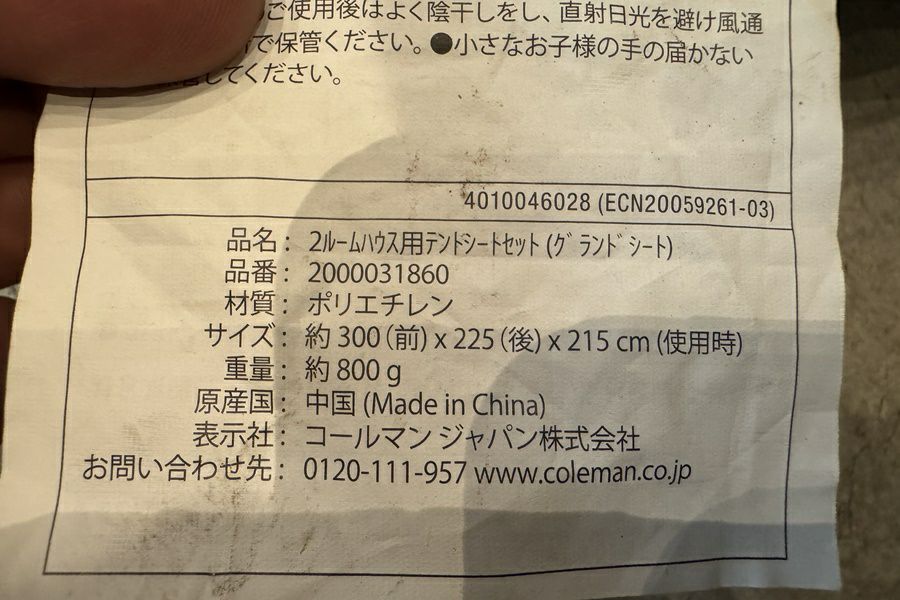 ご使用後はよく陰干しをし、直射日光を避け風通
で保管ください。●小さなお子様の手の届かない
してください。
4010046028 (ECN20059261-03)
品名： 2ﾙｰﾑﾊｳｽ用ﾃﾝﾄﾞｼｰﾄｾｯﾄ (ｸﾞﾗﾝﾄﾞｼｰﾄ)
品番： 2000031860
材質： ポリエチレン
サイズ： 約 300（前）x 225（後）x 215 cm (使用時)
重量： 約 800 g
原産国： 中国 (Made in China)
表示社： コールマン ジャパン株式会社
お問い合わせ先： 0120-111-957 www.coleman.co.jp